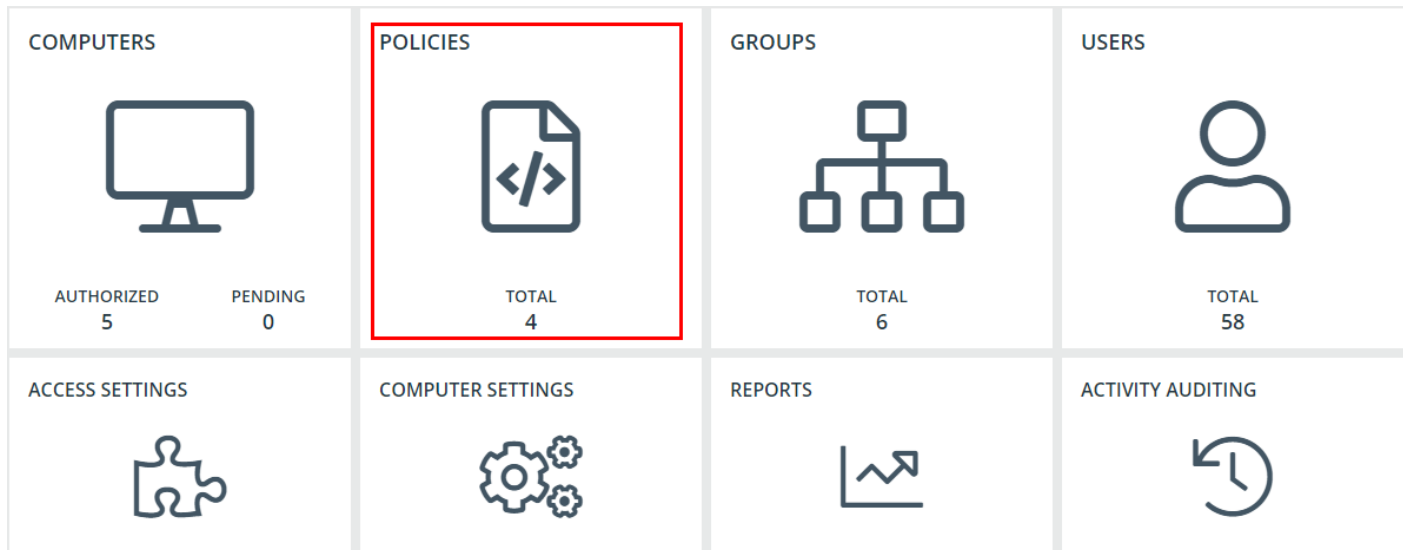 COMPUTERS
POLICIES
GROUPS
USERS
</>
AUTHORIZED PENDING
5 0
TOTAL
4
TOTAL
6
TOTAL
58
ACCESS SETTINGS
COMPUTER SETTINGS
REPORTS
ACTIVITY AUDITING